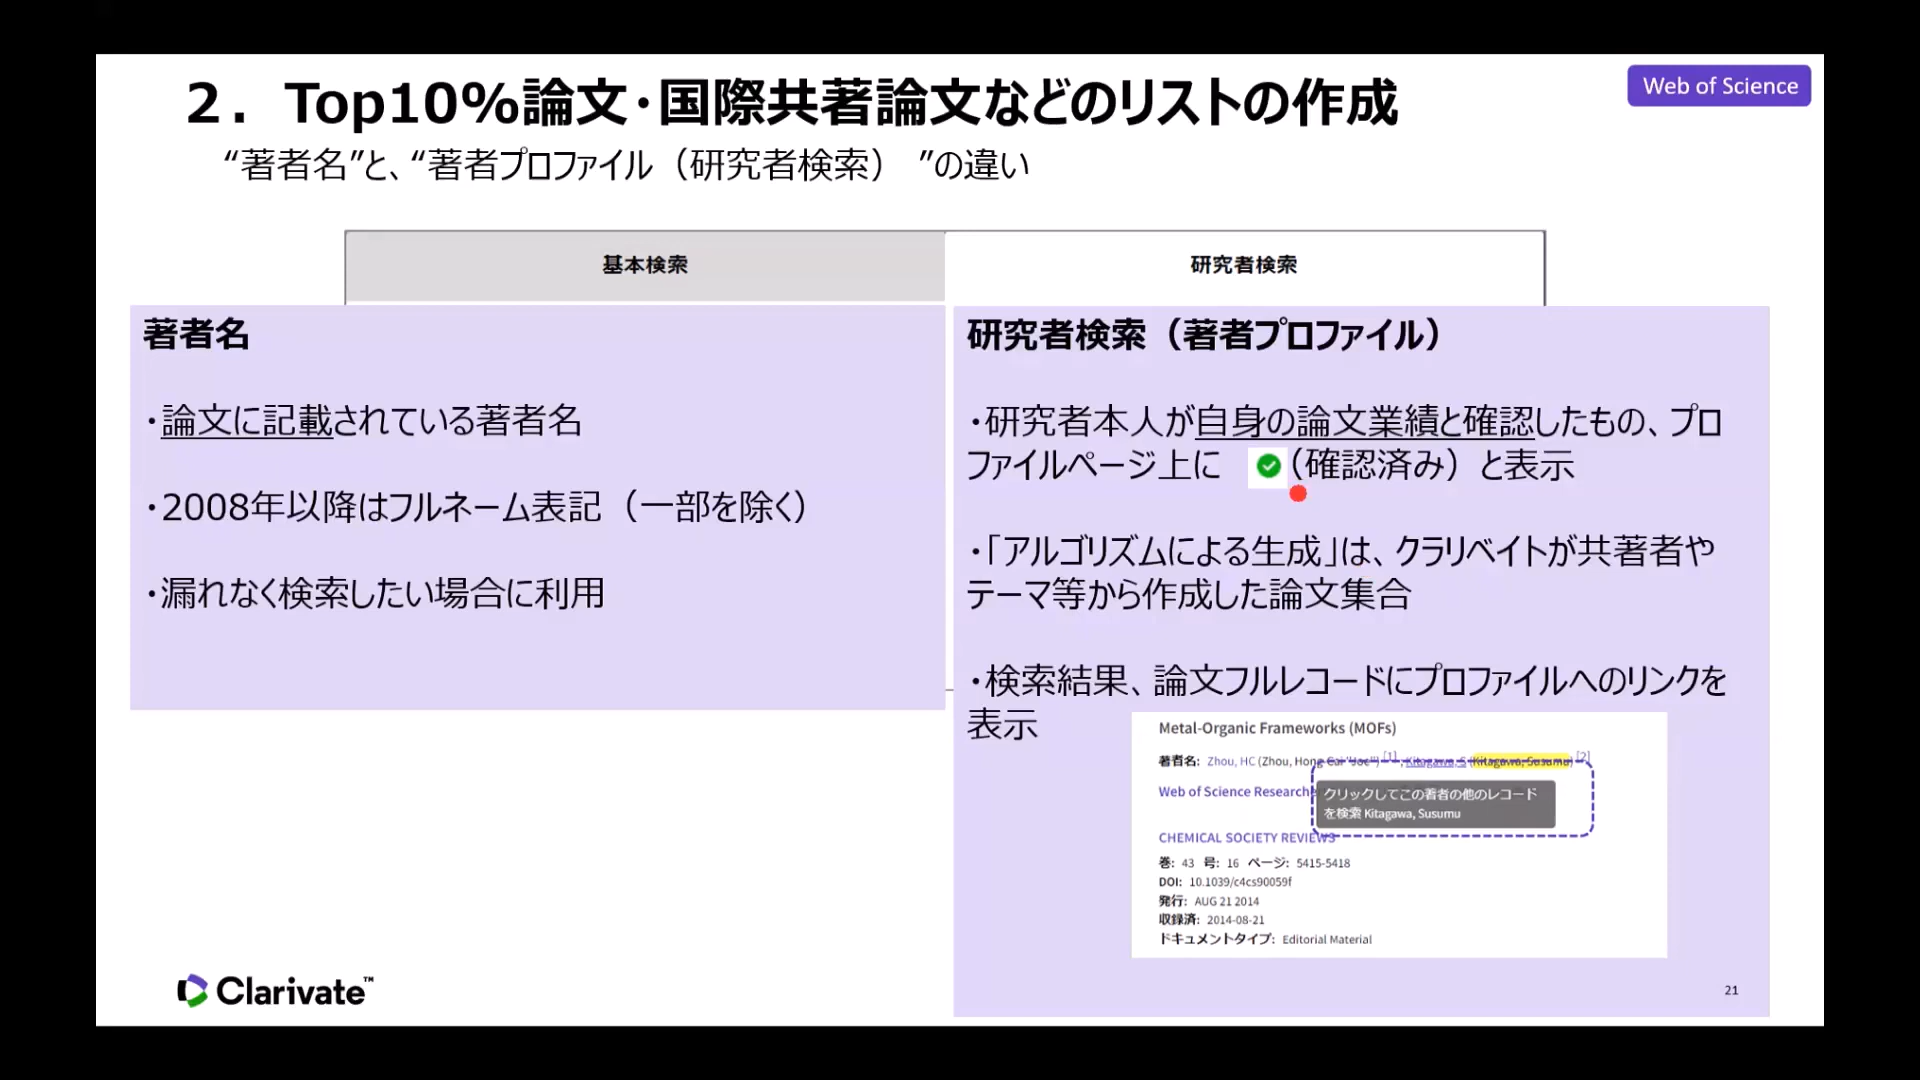 2．Top10%論文・国際共著論文などのリストの作成
Web of Science
“著者名”と、“著者プロファイル（研究者検索） ”の違い
基本検索
研究者検索
著者名
・論文に記載されている著者名
・2008年以降はフルネーム表記（一部を除く）
・漏れなく検索したい場合に利用
研究者検索（著者プロファイル）
・研究者本人が自身の論文業績と確認したもの、プロ
ファイルページ上に （確認済み）と表示
・「アルゴリズムによる生成」は、クラリベイトが共著者や
テーマ等から作成した論文集合
・検索結果、論文フルレコードにプロファイルへのリンクを
表示
Metal-Organic Frameworks (MOFs)
著者名: Zhou, HC (Zhou, Hong-Cai "Joe") [1] , Kitagawa, S (Kitagawa, Susumu) [2]
Web of Science Research
クリックしてこの著者の他のレコード
を検索 Kitagawa, Susumu
CHEMICAL SOCIETY REVIEWS
巻: 43 号: 16 ページ: 5415-5418
DOI: 10.1039/c4cs90059f
発行: AUG 21 2014
収録済: 2014-08-21
ドキュメントタイプ: Editorial Material
Clarivate™
21